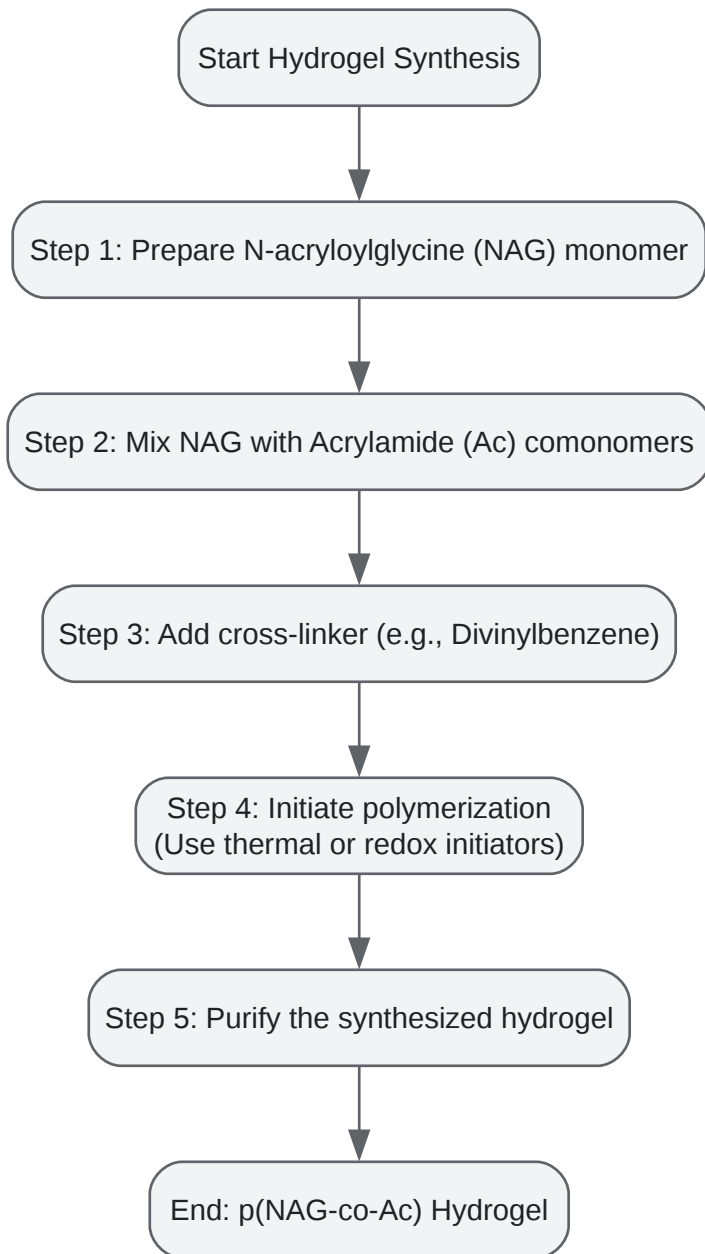 Start Hydrogel Synthesis
Step 1: Prepare N-acryloylglycine (NAG) monomer
Step 2: Mix NAG with Acrylamide (Ac) comonomers
Step 3: Add cross-linker (e.g., Divinylbenzene)
Step 4: Initiate polymerization
(Use thermal or redox initiators)
Step 5: Purify the synthesized hydrogel
End: p(NAG-co-Ac) Hydrogel